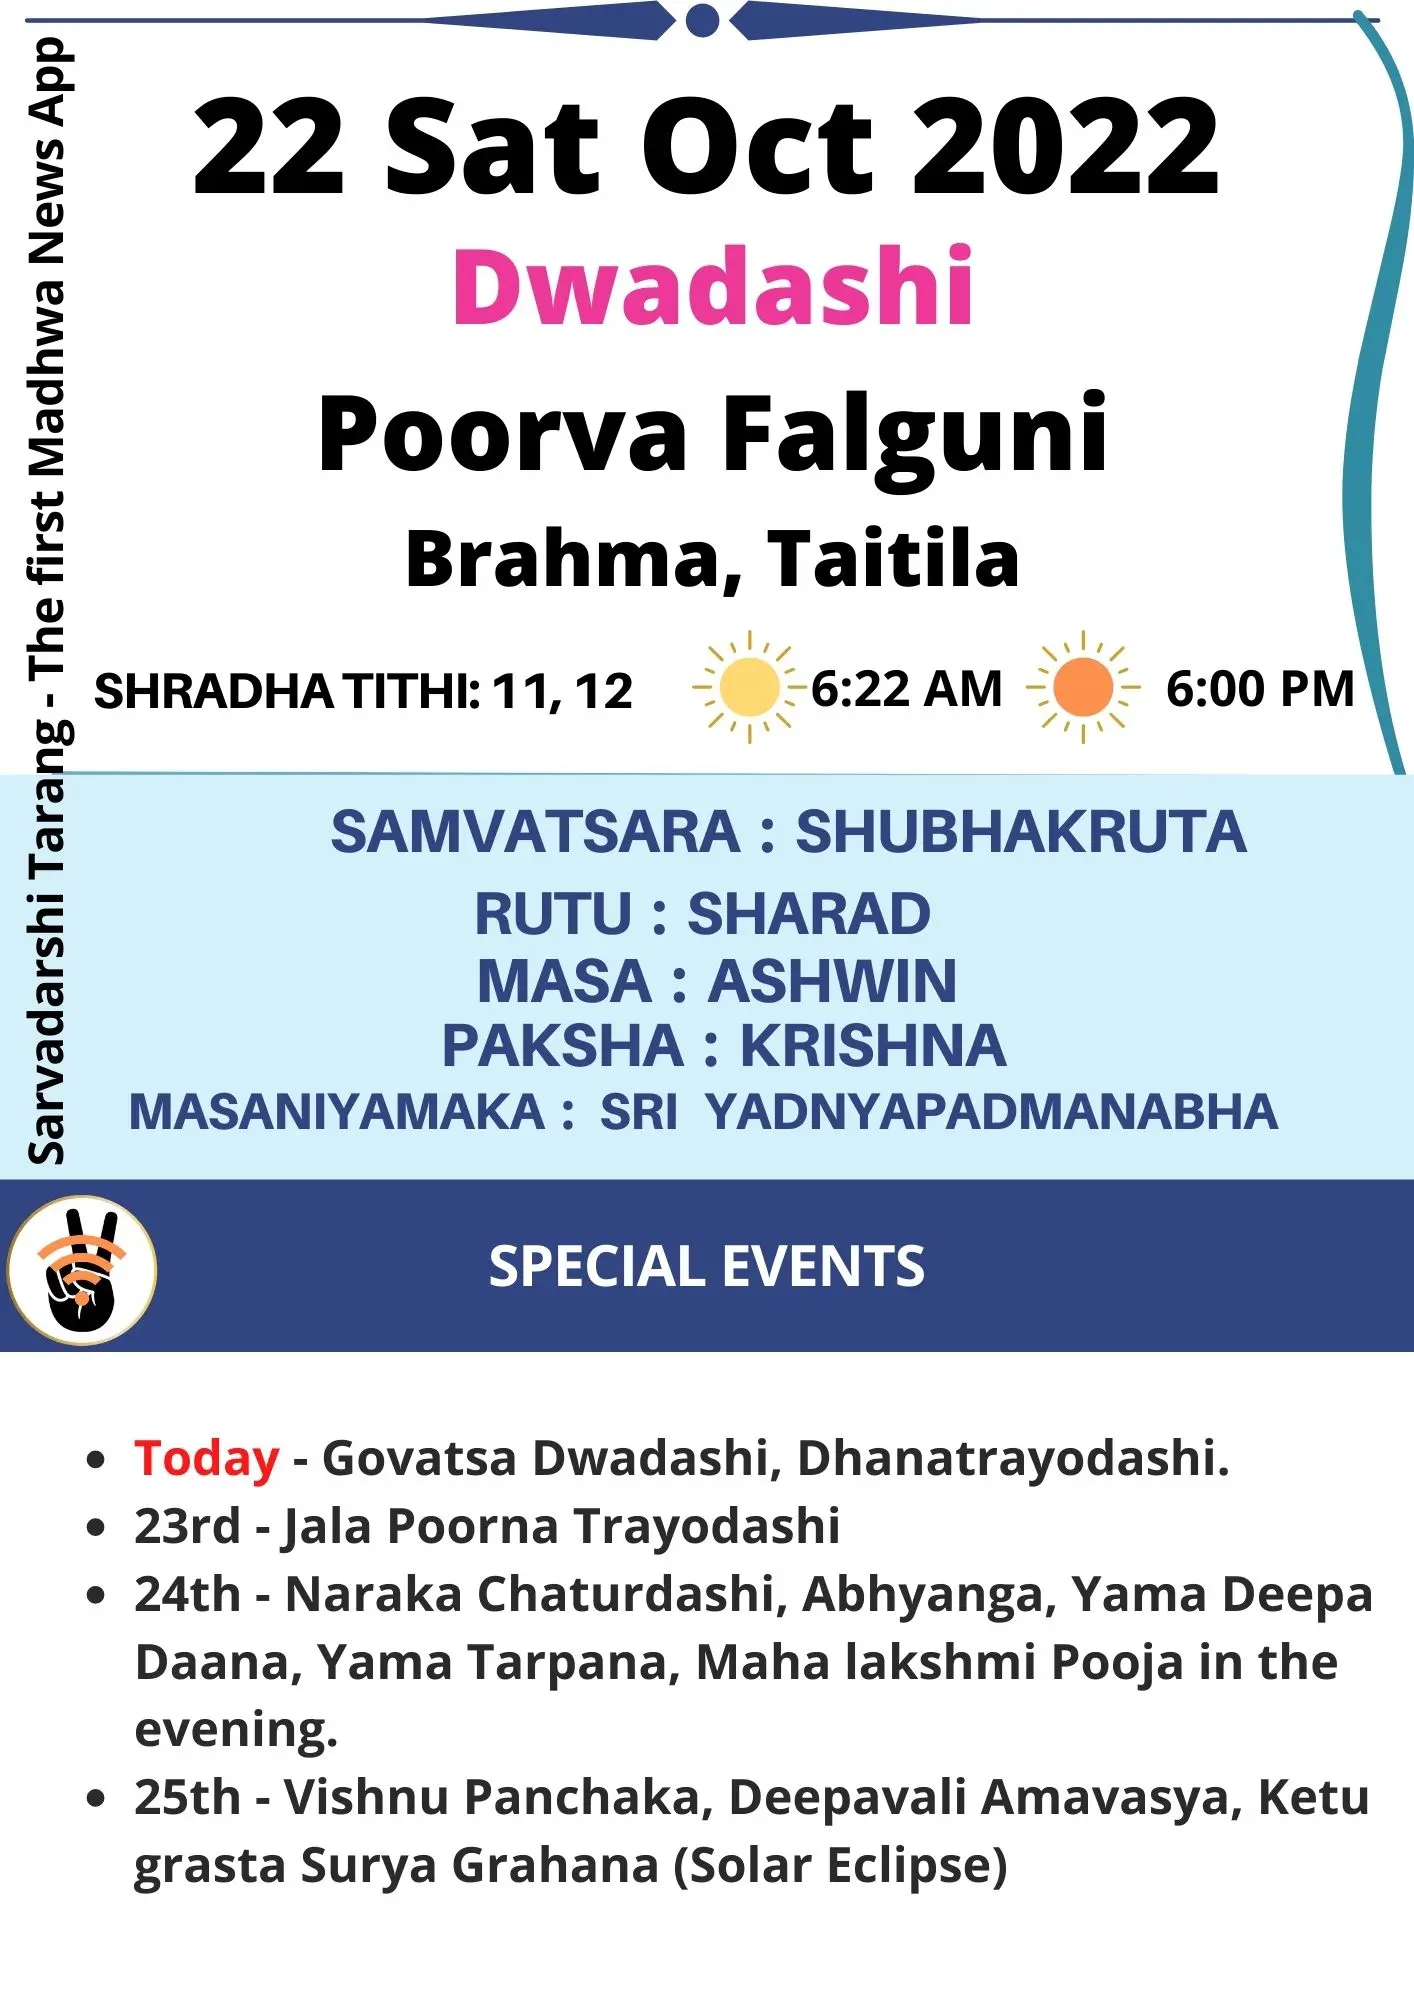 22 Sat Oct 2022
Dwadashi
Poorva Falguni
Brahma, Taitila
SHRADHA TITHI: 11, 12 6:22 AM 6:00 PM
Sarvadarshi Tarang - The first Madhwa News App
SAMVATSARA : SHUBHAKRUTA
RUTU : SHARAD
MASA : ASHWIN
PAKSHA : KRISHNA
MASANIYAMAKA : SRI YADNYAPADMANABHA
SPECIAL EVENTS
• Today - Govatsa Dwadashi, Dhanatrayodashi.
• 23rd - Jala Poorna Trayodashi
• 24th - Naraka Chaturdashi, Abhyanga, Yama Deepa
Daana, Yama Tarpana, Maha lakshmi Pooja in the
evening.
• 25th - Vishnu Panchaka, Deepavali Amavasya, Ketu
grasta Surya Grahana (Solar Eclipse)